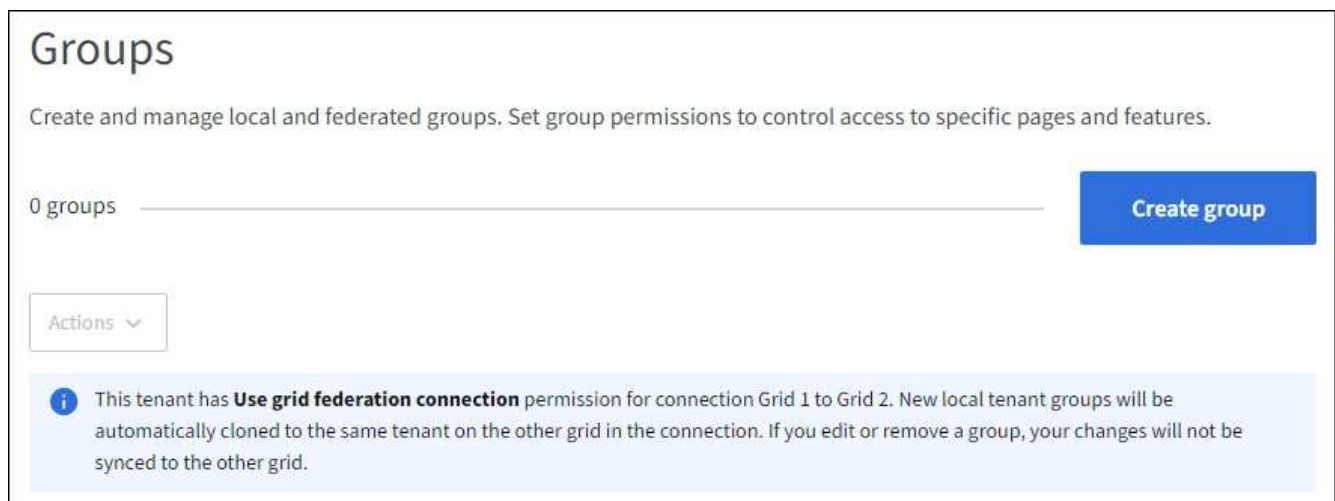 Groups
Create and manage local and federated groups. Set group permissions to control access to specific pages and features.
0 groups
Create group
Actions
This tenant has Use grid federation connection permission for connection Grid 1 to Grid 2. New local tenant groups will be
automatically cloned to the same tenant on the other grid in the connection. If you edit or remove a group, your changes will not be
synced to the other grid.